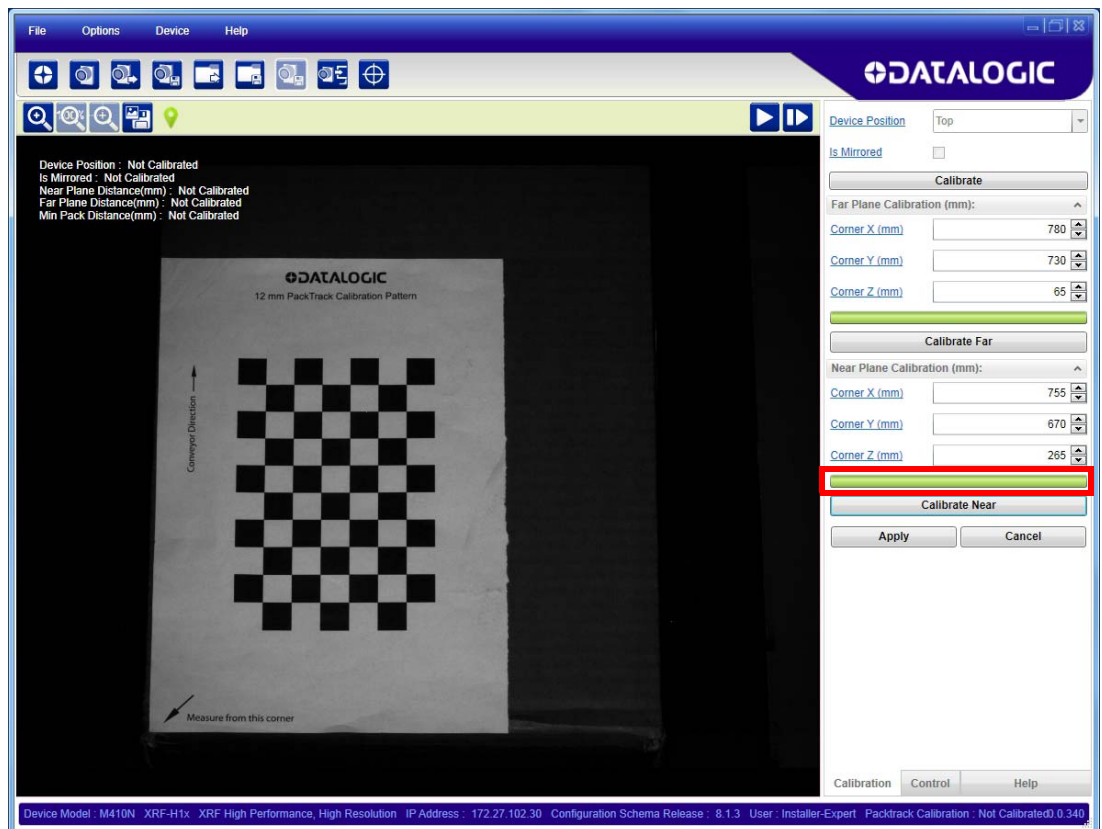 File Options Device Help
DATALOGIC
100%
Device Position Top
Is Mirrored
Calibrate
Far Plane Calibration (mm):
Corner X (mm) 780
Corner Y (mm) 730
Corner Z (mm) 65
Calibrate Far
Near Plane Calibration (mm):
Corner X (mm) 755
Corner Y (mm) 670
Corner Z (mm) 265
Calibrate Near
Apply Cancel
Device Position : Not Calibrated
Is Mirrored : Not Calibrated
Near Plane Distance(mm) : Not Calibrated
Far Plane Distance(mm) : Not Calibrated
Min Pack Distance(mm) : Not Calibrated
DATALOGIC
12 mm PackTrack Calibration Pattern
Conveyor Direction
Measure from this corner
Calibration Control Help
Device Model : M410N XRF-H1x XRF High Performance, High Resolution IP Address : 172.27.102.30 Configuration Schema Release : 8.1.3 User : Installer-Expert Packtrack Calibration : Not Calibrated0.0.340